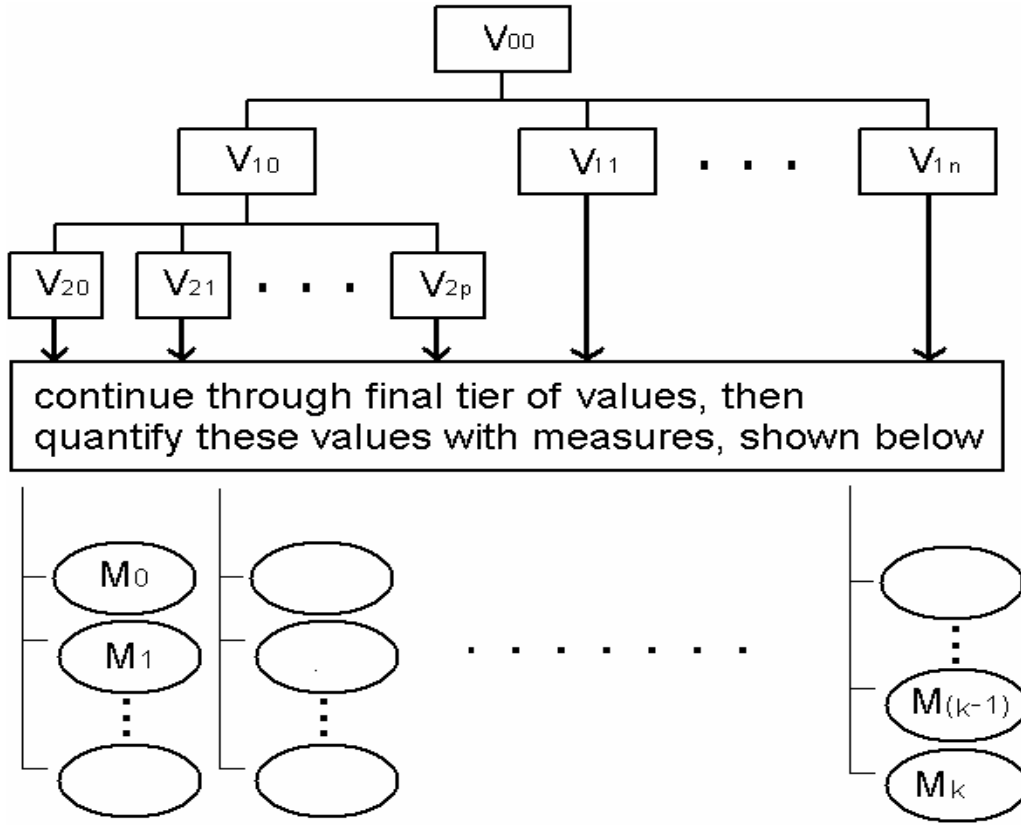 V00
V10 V11 . . . V1n
V20 V21 . . . V2p
continue through final tier of values, then
quantify these values with measures, shown below
M0
M1 . . . . . . .
M(k-1)
Mk